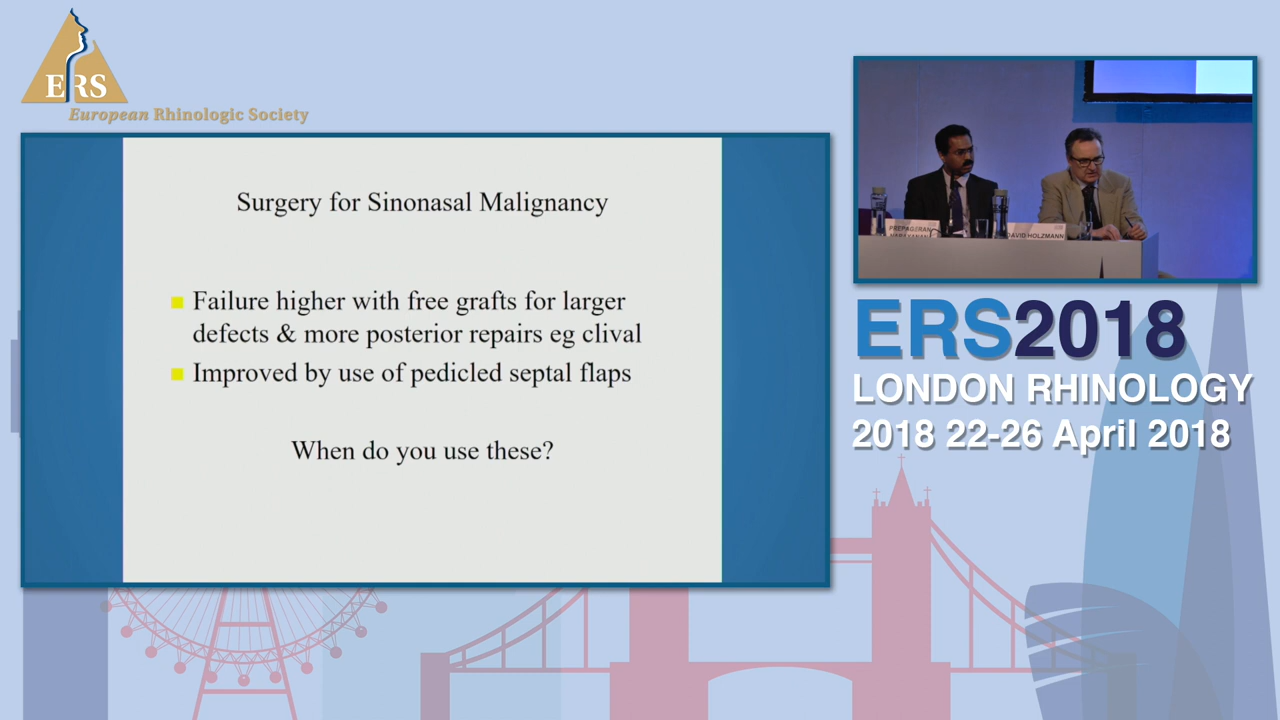 ERS
European Rhinologic Society
Surgery for Sinonasal Malignancy
Failure higher with free grafts for larger
defects & more posterior repairs eg clival
Improved by use of pedicled septal flaps
When do you use these?
PREPAGERAN
NARAYANAN
DAVID HOLZMANN
ERS2018
LONDON RHINOLOGY
2018 22-26 April 2018